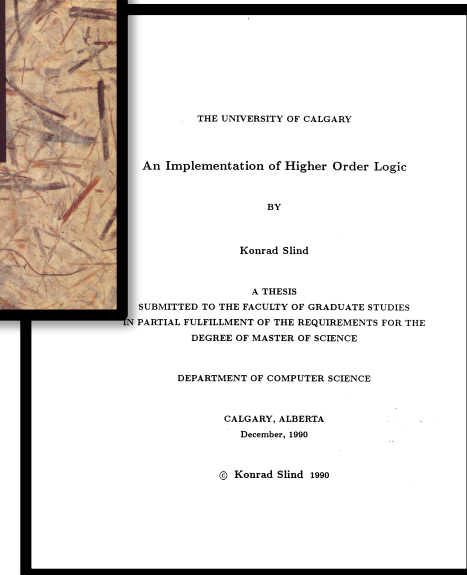 THE UNIVERSITY OF CALGARY
An Implementation of Higher Order Logic
BY
Konrad Slind
A THESIS
SUBMITTED TO THE FACULTY OF GRADUATE STUDIES
IN PARTIAL FULFILLMENT OF THE REQUIREMENTS FOR THE
DEGREE OF MASTER OF SCIENCE
DEPARTMENT OF COMPUTER SCIENCE
CALGARY, ALBERTA
December, 1990
© Konrad Slind 1990